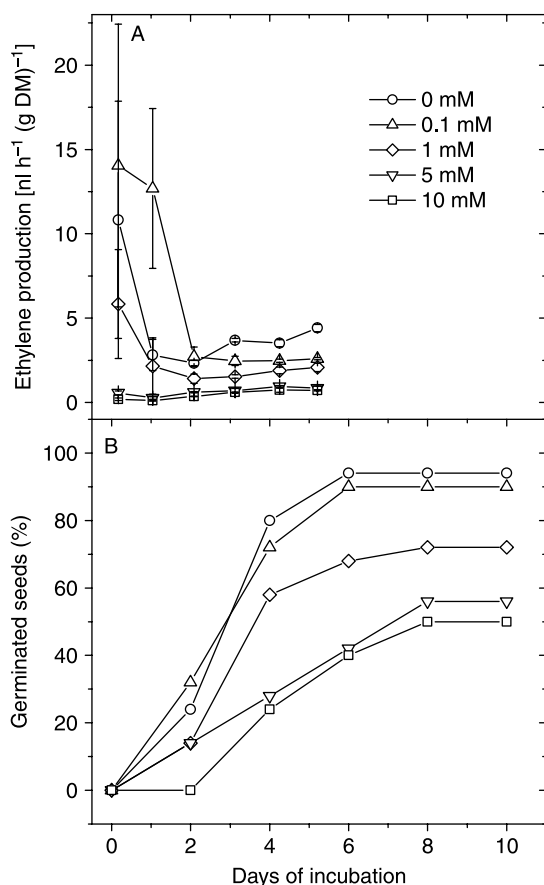 A
20
15
10
5
0
Ethylene production [nl h⁻¹ (g DM)⁻¹]
0 mM
0.1 mM
1 mM
5 mM
10 mM
B
100
80
60
40
20
0
Germinated seeds (%)
0 2 4 6 8 10
Days of incubation